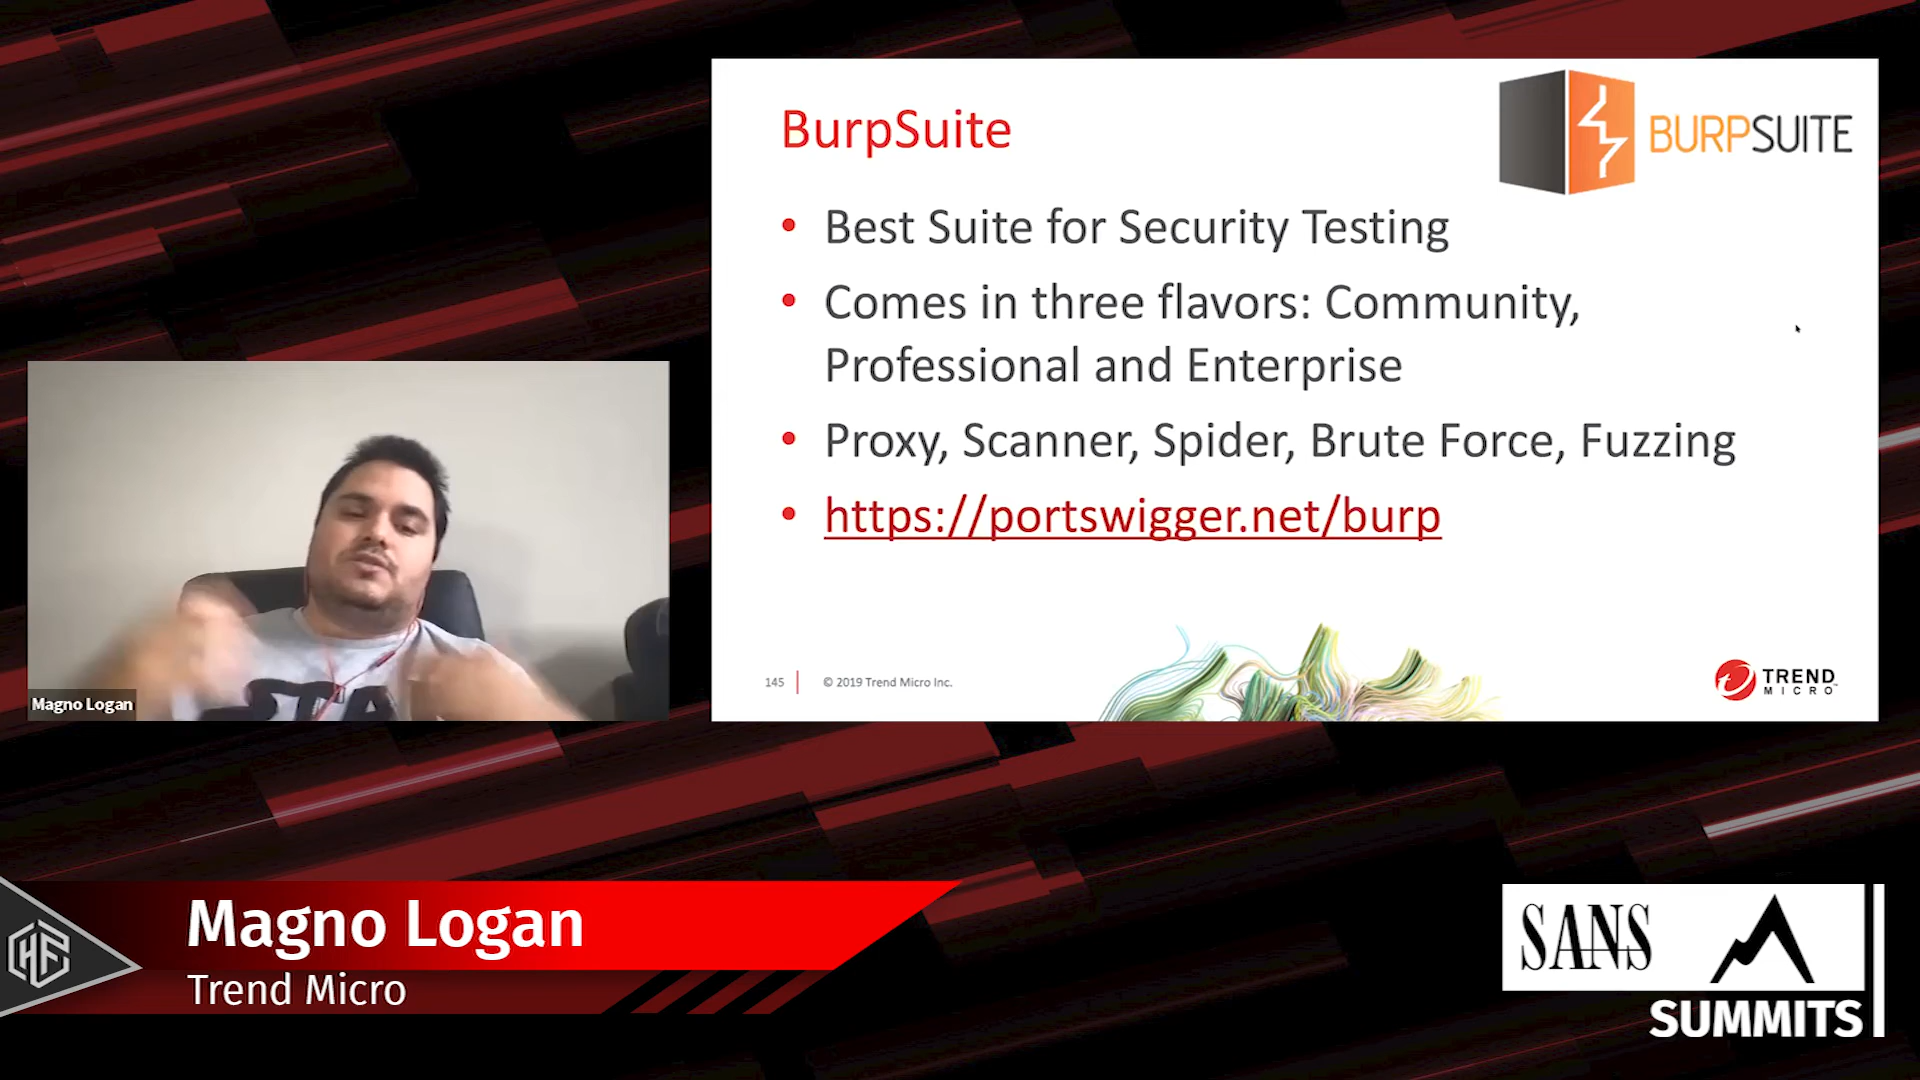 BurpSuite
BURPSUITE
• Best Suite for Security Testing
• Comes in three flavors: Community,
Professional and Enterprise
• Proxy, Scanner, Spider, Brute Force, Fuzzing
• https://portswigger.net/burp
145
© 2019 Trend Micro Inc.
TREND
MICRO™
Magno Logan
Magno Logan
Trend Micro
SANS
SUMMITS